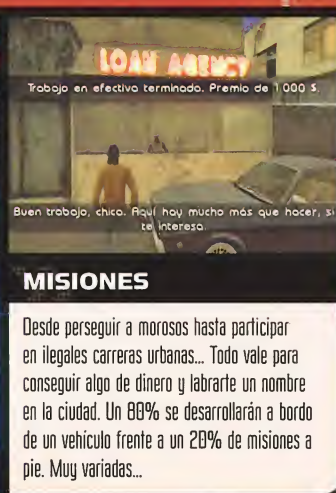 LOAN AGENCY
Trabajo en efectivo terminado. Premio de 1 000 $.
Buen trabajo, chico. Aquí hay mucho más que hacer, si
te interesa.
MISIONES
Desde perseguir a morosos hasta participar
en ilegales carreras urbanas... Todo vale para
conseguir algo de dinero y labrarte un nombre
en la ciudad. Un 80% se desarrollarán a bordo
de un vehículo frente a un 20% de misiones a
pie. Muy variadas...